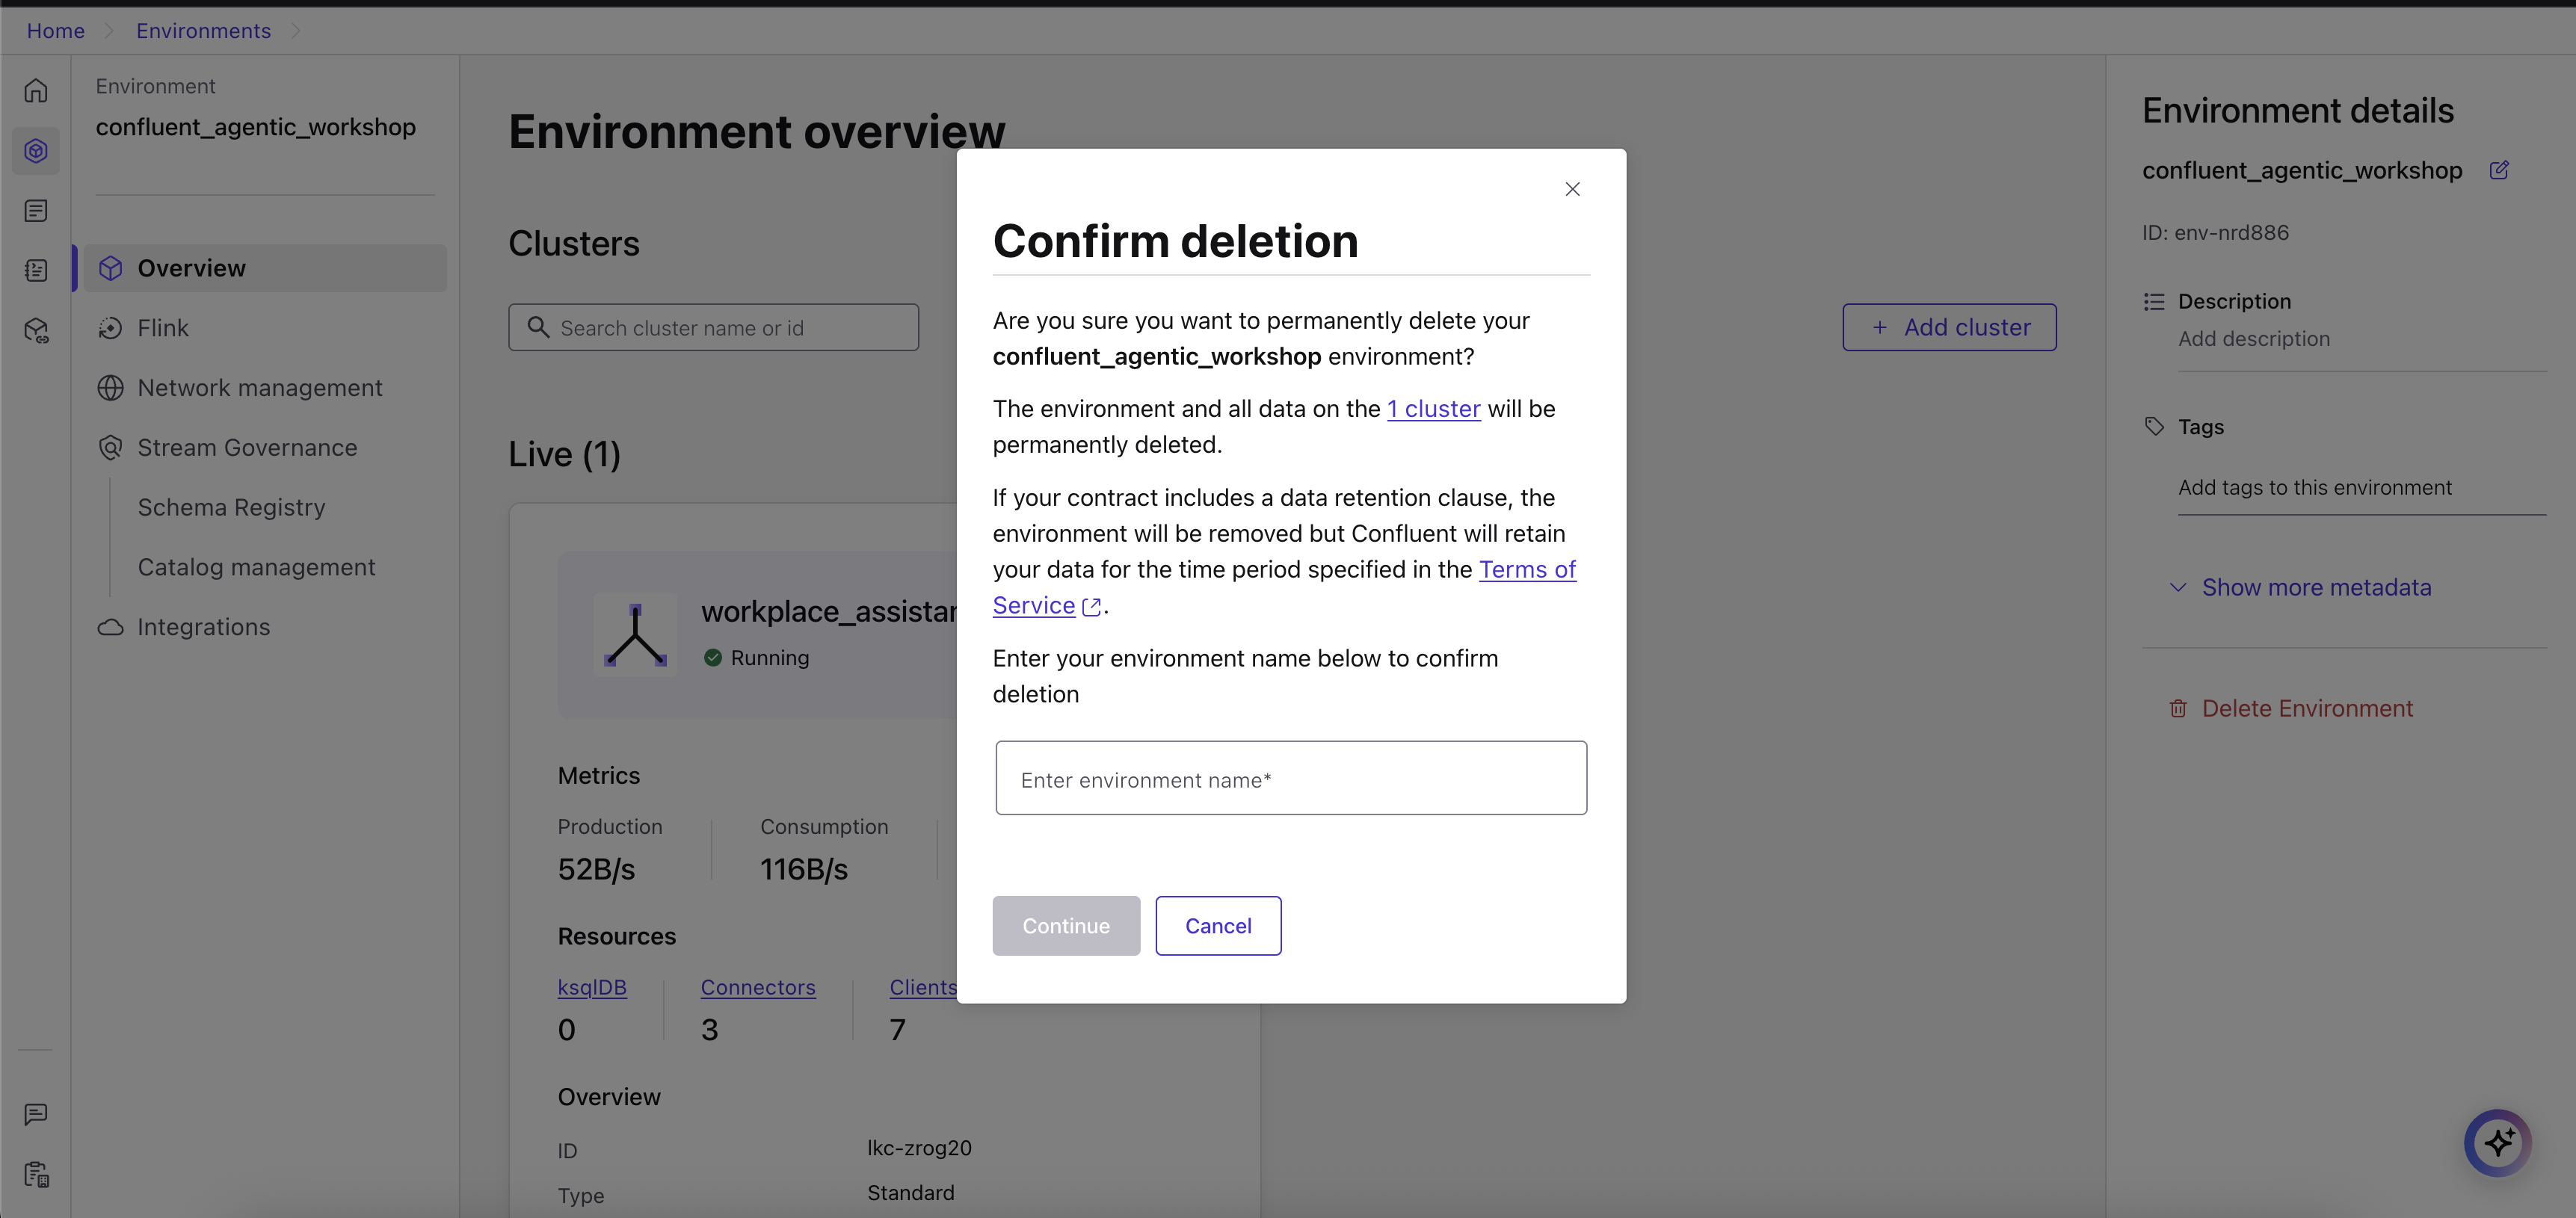 Home
Environments
Environment
confluent_agentic_workshop
Overview
Flink
Network management
Stream Governance
Schema Registry
Catalog management
Integrations
Environment overview
Clusters
Search cluster name or id
+ Add cluster
Live (1)
Running
Metrics
Production
52B/s
Consumption
116B/s
Resources
ksqlDB
0
Connectors
3
Clients
7
Overview
ID
lkc-zrog20
Type
Standard
Confirm deletion
Are you sure you want to permanently delete your
confluent_agentic_workshop environment?
The environment and all data on the 1 cluster will be
permanently deleted.
If your contract includes a data retention clause, the
environment will be removed but Confluent will retain
your data for the time period specified in the Terms of
Service.
Enter your environment name below to confirm
deletion
Enter environment name*
Continue
Cancel
Environment details
confluent_agentic_workshop
ID: env-nrd886
Description
Add description
Tags
Add tags to this environment
Show more metadata
Delete Environment